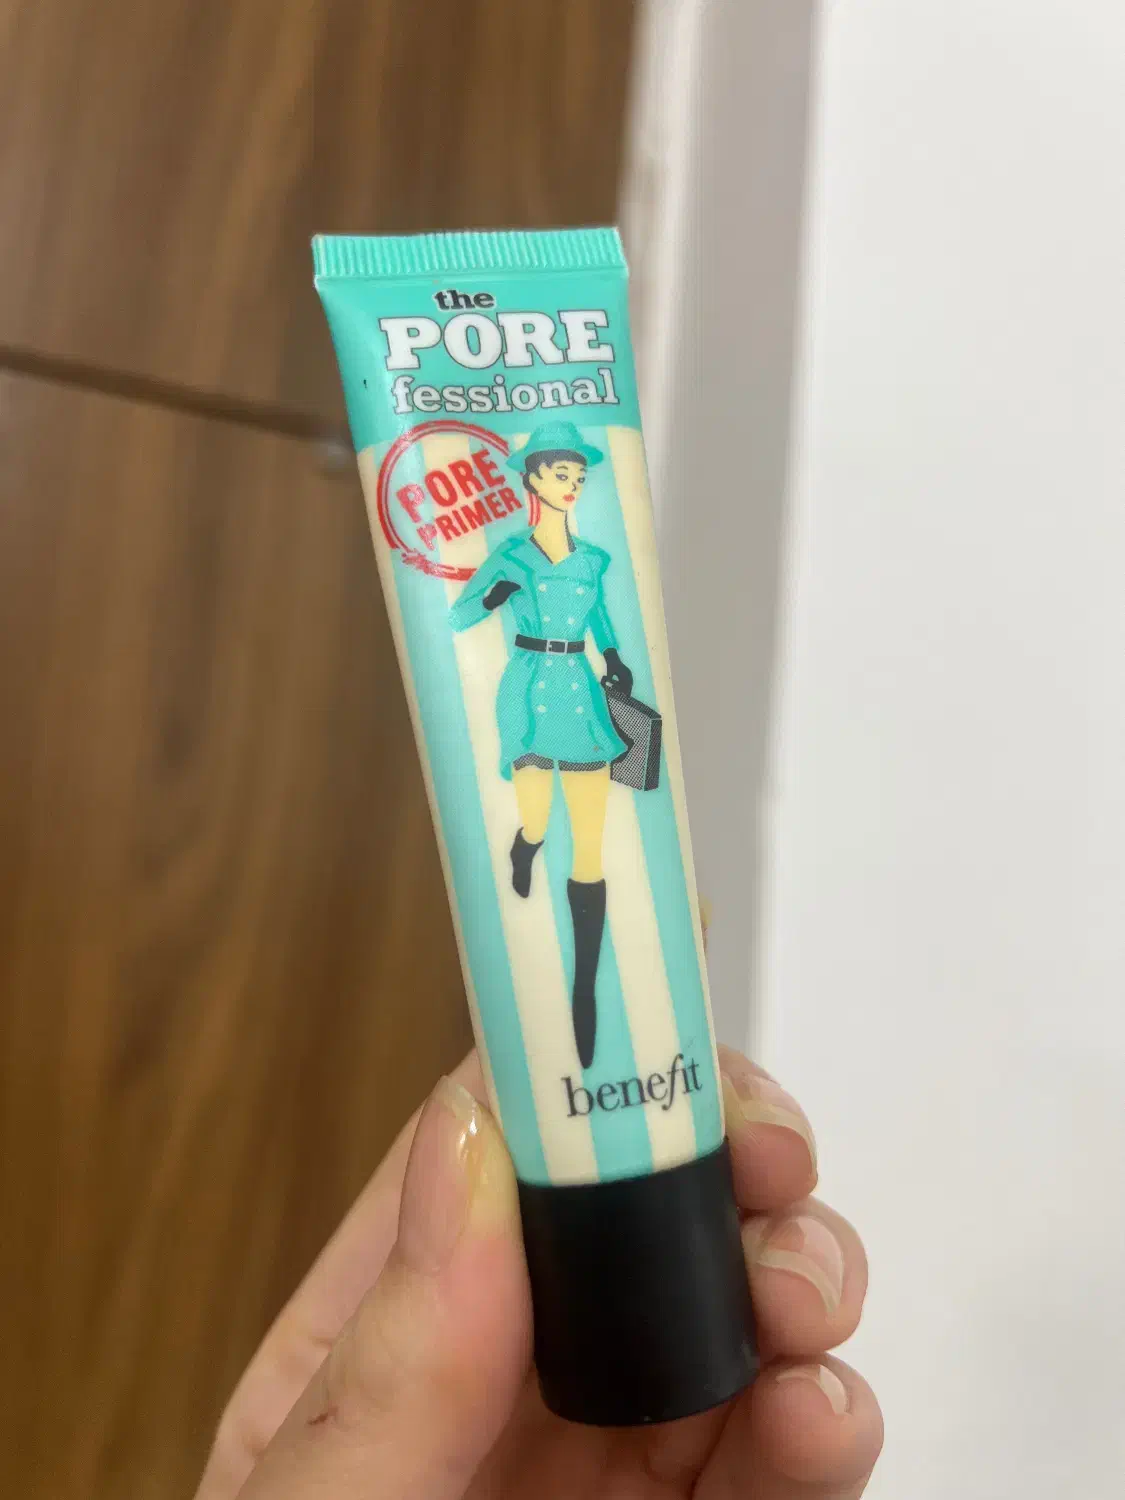 the
PORE
fessional
PORE
PRIMER
benefit